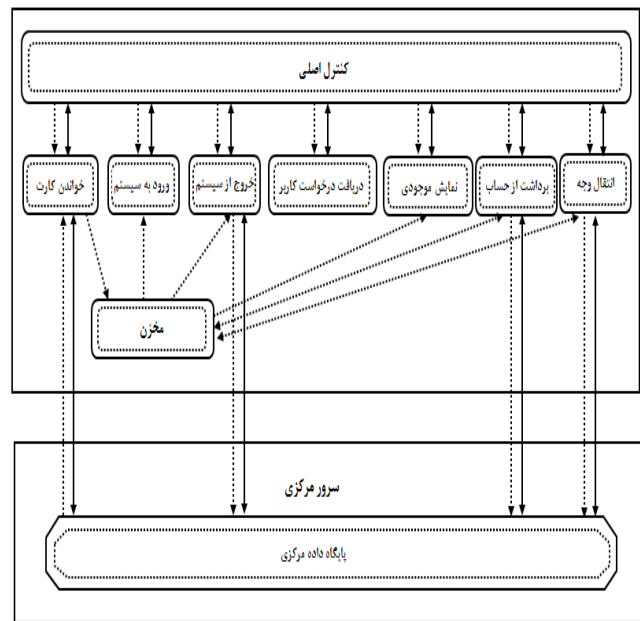 کنترل اصلی
انتقال وجه
برداشت از حساب
نمایش موجودی
دریافت درخواست کاربر
خروج از سیستم
ورود به سیستم
خواندن کارت
مخزن
سرور مرکزی
پایگاه داده مرکزی